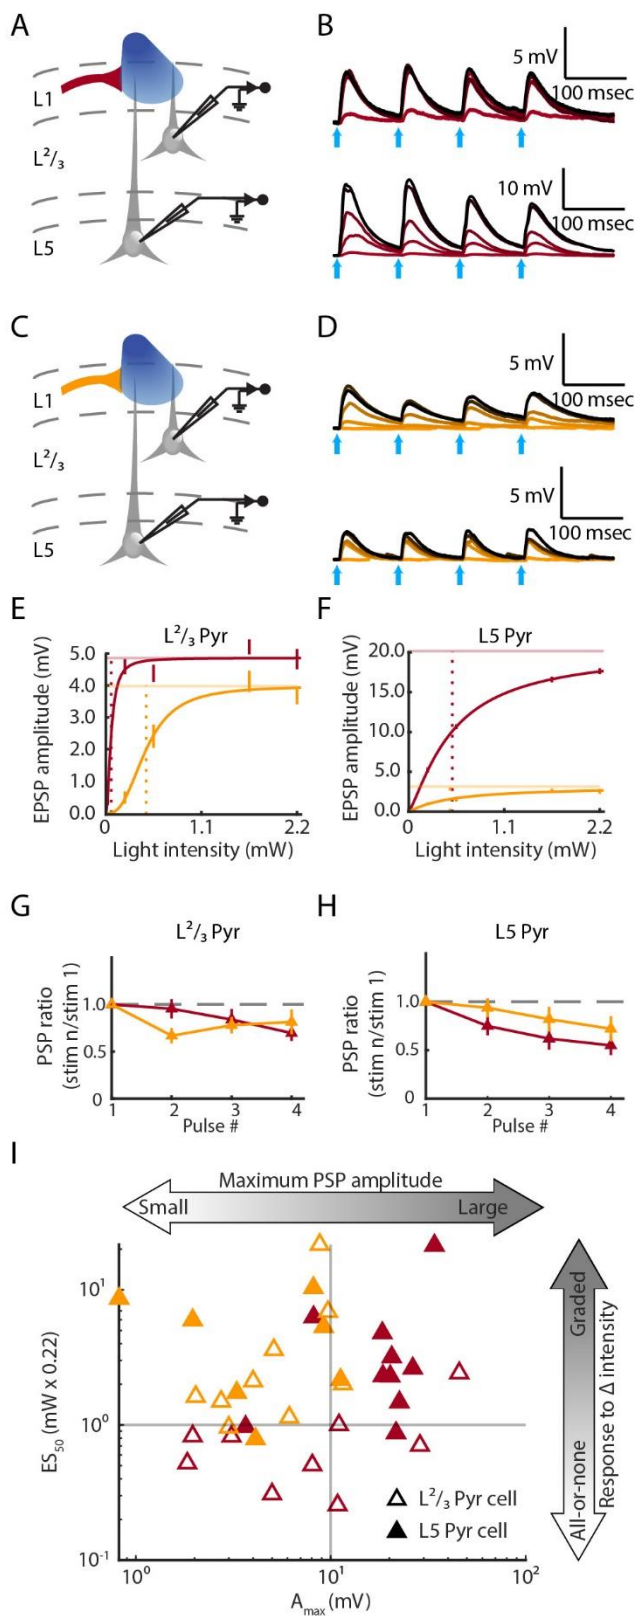 A
L1
L²/₃
L5
B
5 mV
100 msec
10 mV
100 msec
C
L1
L²/₃
L5
D
5 mV
100 msec
5 mV
100 msec
E
L²/₃ Pyr
EPSP amplitude (mV)
5.0
4.0
3.0
2.0
1.0
0.0
0
1.1
2.2
Light intensity (mW)
F
L5 Pyr
EPSP amplitude (mV)
20.0
15.0
10.0
5.0
0.0
0
1.1
2.2
Light intensity (mW)
G
L²/₃ Pyr
PSP ratio
(stim n/stim 1)
1.0
0.5
0
1
2
3
4
Pulse #
H
L5 Pyr
PSP ratio
(stim n/stim 1)
1.0
0.5
0
1
2
3
4
Pulse #
I
Maximum PSP amplitude
Small
Large
Graded
All-or-none
Response to Δ intensity
ES₅₀ (mW x 0.22)
10¹
10⁰
10⁻¹
10⁰
10¹
10²
A_max (mV)
L²/₃ Pyr cell
L5 Pyr cell